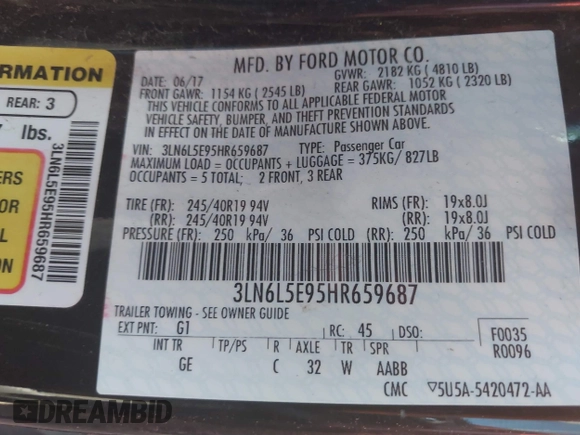 MFD. BY FORD MOTOR CO.
DATE: 06/17 GVWR: 2182 KG ( 4810 LB)
FRONT GAWR: 1154 KG ( 2545 LB) REAR GAWR: 1052 KG ( 2320 LB)
THIS VEHICLE CONFORMS TO ALL APPLICABLE FEDERAL MOTOR
VEHICLE SAFETY, BUMPER, AND THEFT PREVENTION STANDARDS
IN EFFECT ON THE DATE OF MANUFACTURE SHOWN ABOVE.
VIN: 3LN6L5E95HR659687 TYPE: Passenger Car
MAXIMUM LOAD = OCCUPANTS + LUGGAGE = 375KG/ 827LB
OCCUPANTS = 5 TOTAL: 2 FRONT, 3 REAR
TIRE (FR): 245/40R19 94V RIMS (FR): 19x8.0J
(RR): 245/40R19 94V (RR): 19x8.0J
PRESSURE (FR): 250 kPa/ 36 PSI COLD (RR): 250 kPa/ 36 PSI COLD
3LN6L5E95HR659687
TRAILER TOWING - SEE OWNER GUIDE
EXT PNT: G1 RC: 45 DSO: F0035
R0096
INT TR TP/PS R AXLE TR SPR
GE C 32 W AABB
CMC ▽5U5A-5420472-AA
RMATION
REAR: 3
lbs.
ERS
OR
L
ON
3LN6L5E95HR659687
DREAMBID